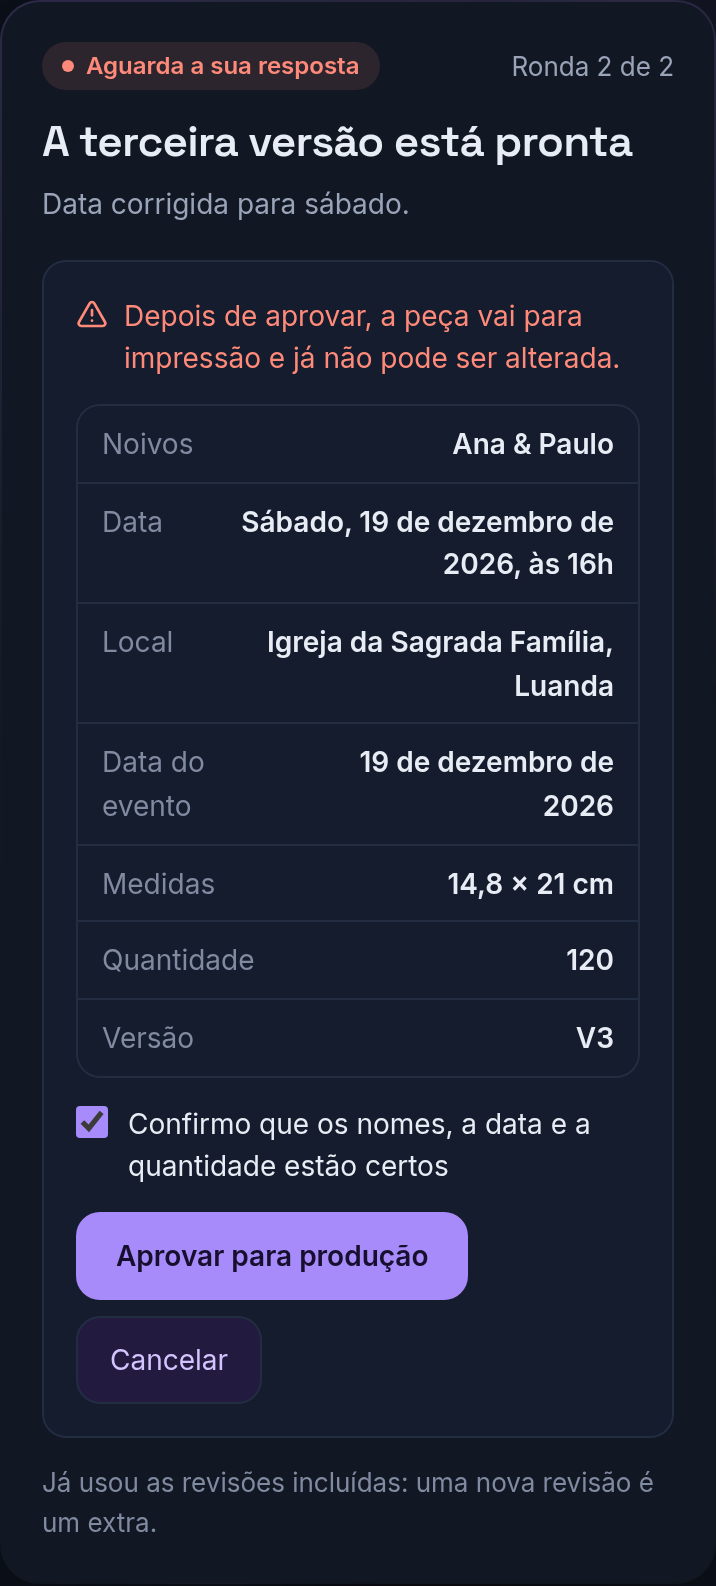 Aguarda a sua resposta
Ronda 2 de 2
A terceira versão está pronta
Data corrigida para sábado.
Depois de aprovar, a peça vai para
impressão e já não pode ser alterada.
Noivos Ana & Paulo
Data Sábado, 19 de dezembro de
2026, às 16h
Local Igreja da Sagrada Família,
Luanda
Data do 19 de dezembro de
evento 2026
Medidas 14,8 × 21 cm
Quantidade 120
Versão V3
Confirmo que os nomes, a data e a
quantidade estão certos
Aprovar para produção
Cancelar
Já usou as revisões incluídas: uma nova revisão é
um extra.